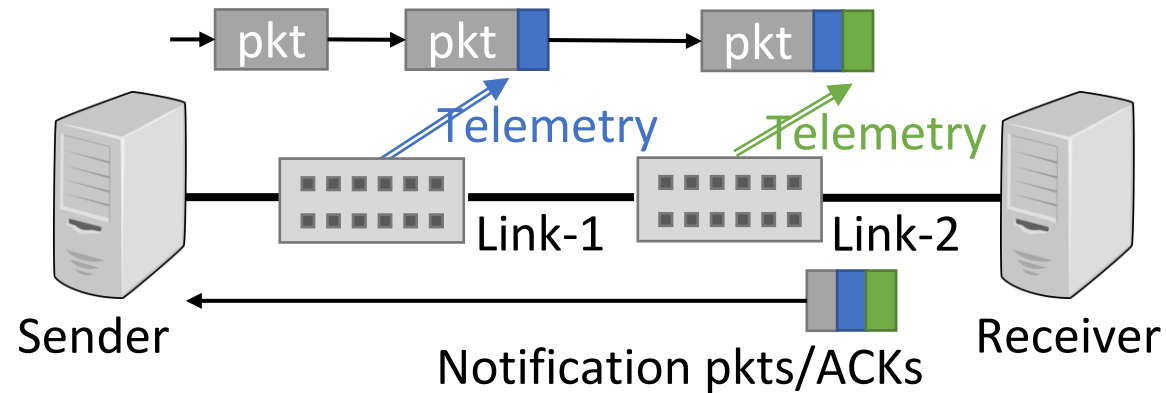 pkt
pkt
pkt
Telemetry
Telemetry
Link-1
Link-2
Sender
Receiver
Notification pkts/ACKs